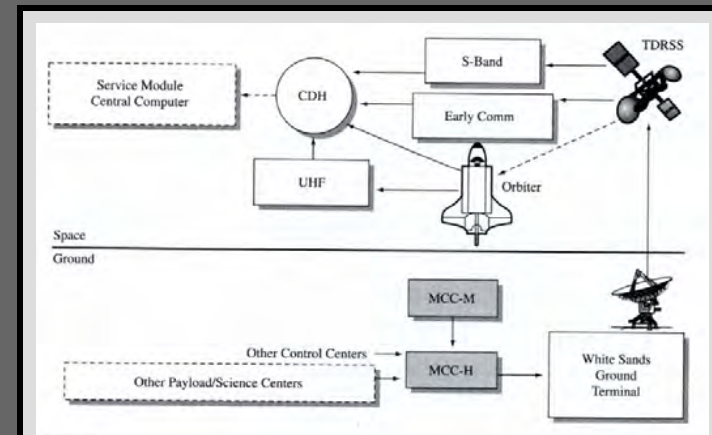 TDRSS
S-Band
Service Module
Central Computer
CDH
Early Comm
UHF
Orbiter
Space
Ground
MCC-M
Other Control Centers
MCC-H
White Sands
Ground
Terminal
Other Payload/Science Centers